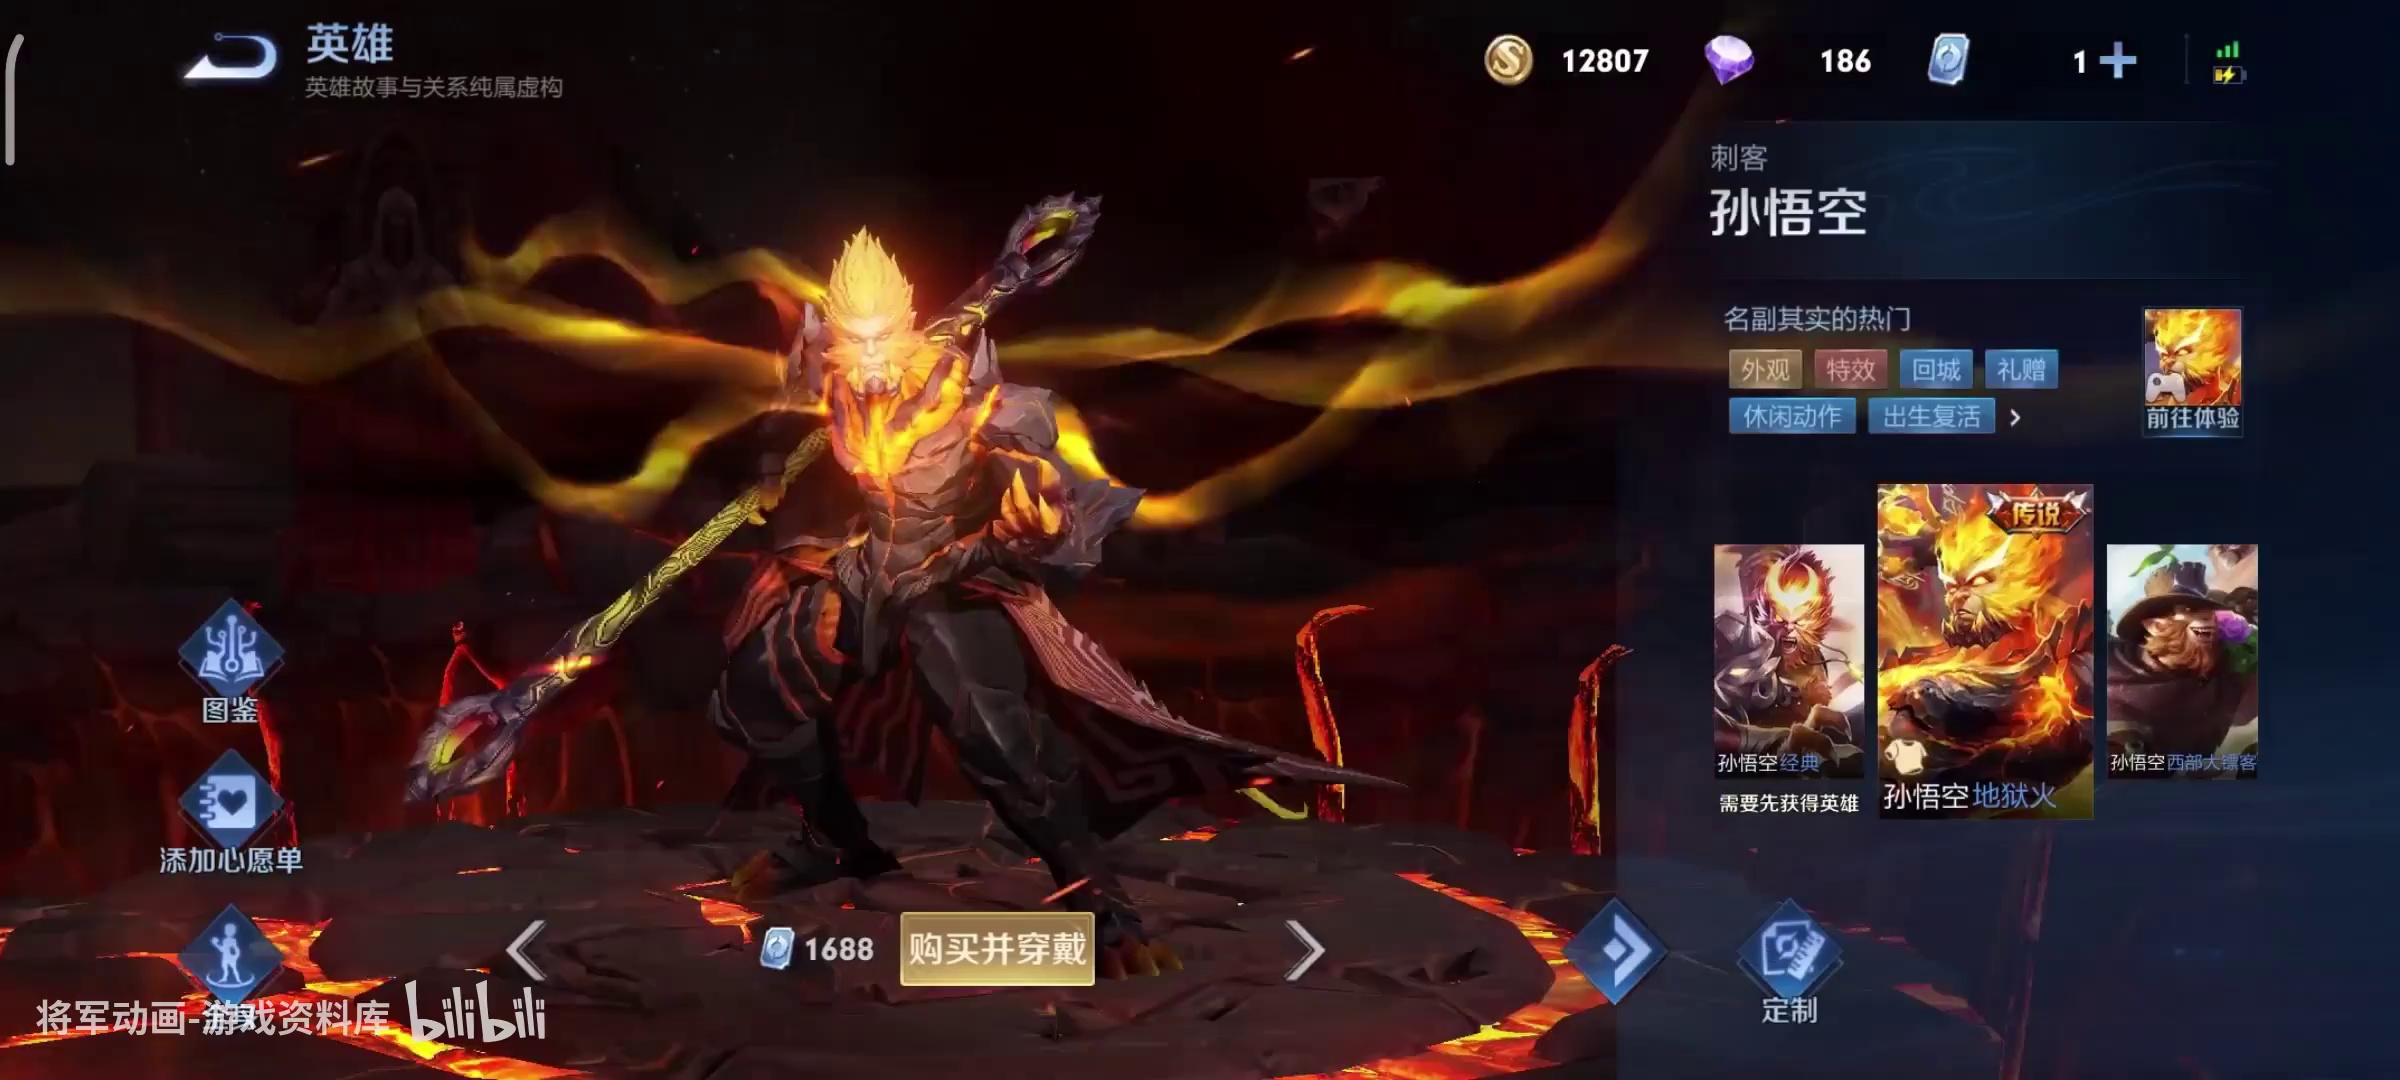 英雄
英雄故事与关系纯属虚构
12807
186
1
刺客
孙悟空
名副其实的热门
外观 特效 回城 礼赠
休闲动作 出生复活
前往体验
传说
孙悟空经典
需要先获得英雄
孙悟空地狱火
孙悟空西部大镖客
图鉴
添加心愿单
1688
购买并穿戴
定制
将军动画-游戏资料库 bilibili